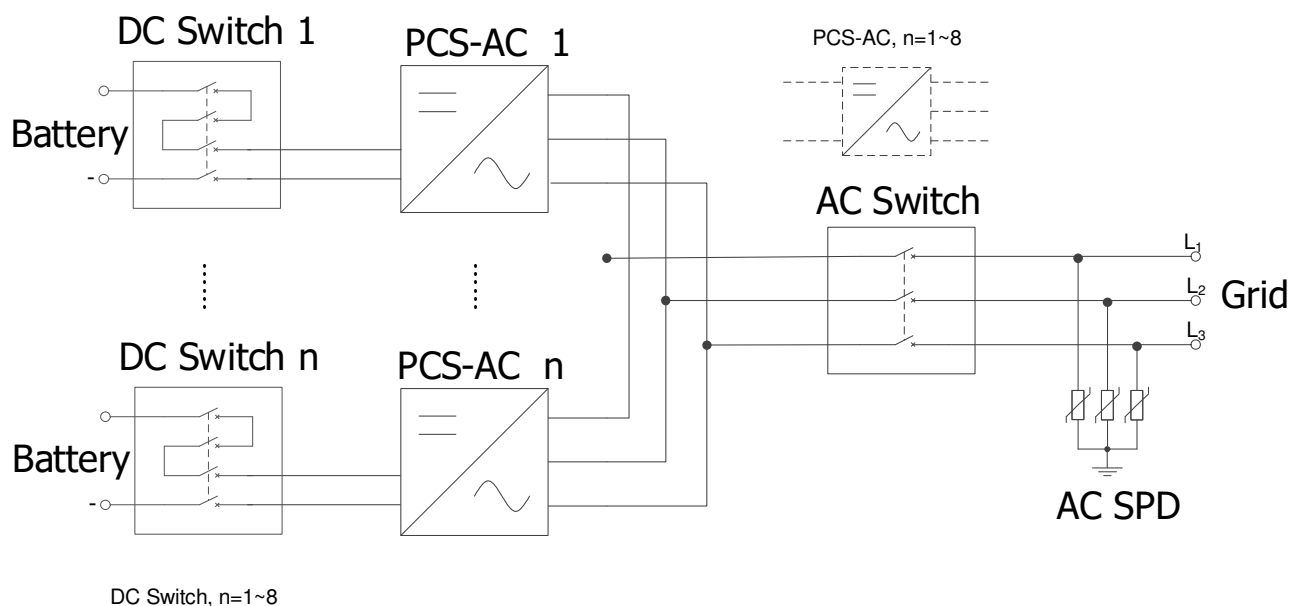 DC Switch 1
PCS-AC 1
PCS-AC, n=1~8
Battery
-
AC Switch
L1
L2
Grid
L3
DC Switch n
PCS-AC n
Battery
-
AC SPD
DC Switch, n=1~8